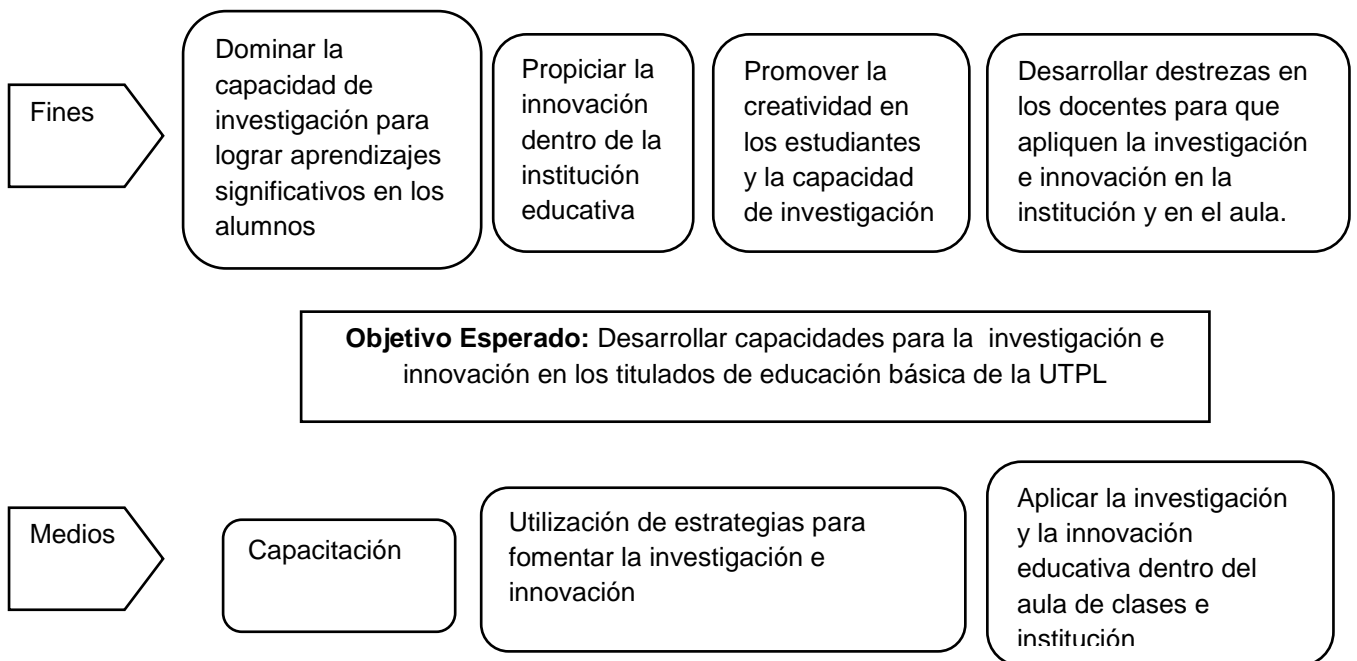 Fines
Dominar la
capacidad de
investigación para
lograr aprendizajes
significativos en los
alumnos
Propiciar la
innovación
dentro de la
institución
educativa
Promover la
creatividad en
los estudiantes
y la capacidad
de investigación
Desarrollar destrezas en
los docentes para que
apliquen la investigación
e innovación en la
institución y en el aula.
Objetivo Esperado: Desarrollar capacidades para la investigación e
innovación en los titulados de educación básica de la UTPL
Medios
Capacitación
Utilización de estrategias para
fomentar la investigación e
innovación
Aplicar la investigación
y la innovación
educativa dentro del
aula de clases e
institución